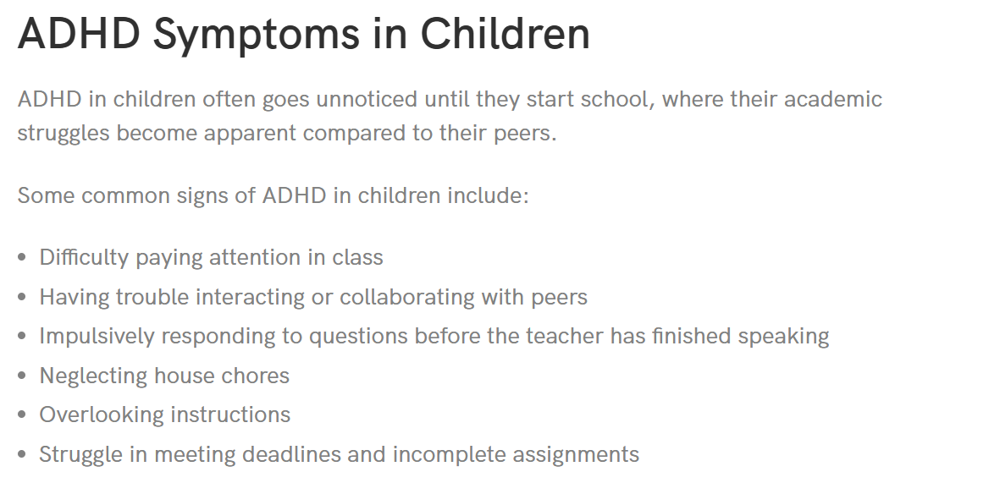 ADHD Symptoms in Children
ADHD in children often goes unnoticed until they start school, where their academic
struggles become apparent compared to their peers.
Some common signs of ADHD in children include:
• Difficulty paying attention in class
• Having trouble interacting or collaborating with peers
• Impulsively responding to questions before the teacher has finished speaking
• Neglecting house chores
• Overlooking instructions
• Struggle in meeting deadlines and incomplete assignments